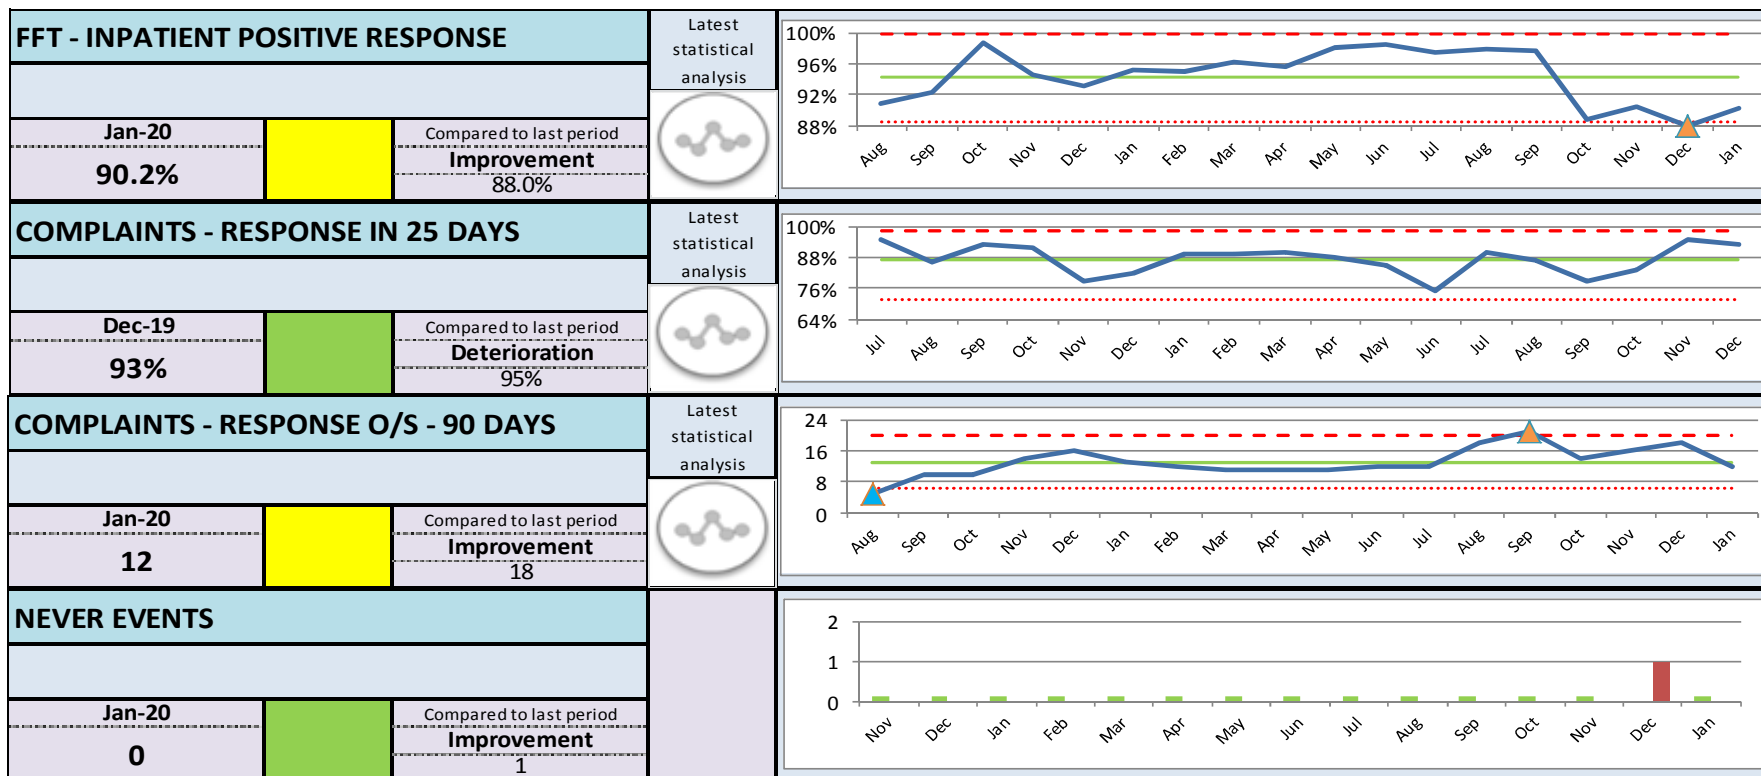 FFT - INPATIENT POSITIVE RESPONSE
Latest
statistical
analysis
Jan-20
90.2%
Compared to last period
Improvement
88.0%
100%
96%
92%
88%
Aug Sep Oct Nov Dec Jan Feb Mar Apr May Jun Jul Aug Sep Oct Nov Dec Jan
COMPLAINTS - RESPONSE IN 25 DAYS
Latest
statistical
analysis
Dec-19
93%
Compared to last period
Deterioration
95%
100%
88%
76%
64%
Jul Aug Sep Oct Nov Dec Jan Feb Mar Apr May Jun Jul Aug Sep Oct Nov Dec
COMPLAINTS - RESPONSE O/S - 90 DAYS
Latest
statistical
analysis
Jan-20
12
Compared to last period
Improvement
18
24
16
8
0
Aug Sep Oct Nov Dec Jan Feb Mar Apr May Jun Jul Aug Sep Oct Nov Dec Jan
NEVER EVENTS
Jan-20
0
Compared to last period
Improvement
1
2
1
0
Nov Dec Jan Feb Mar Apr May Jun Jul Aug Sep Oct Nov Dec Jan